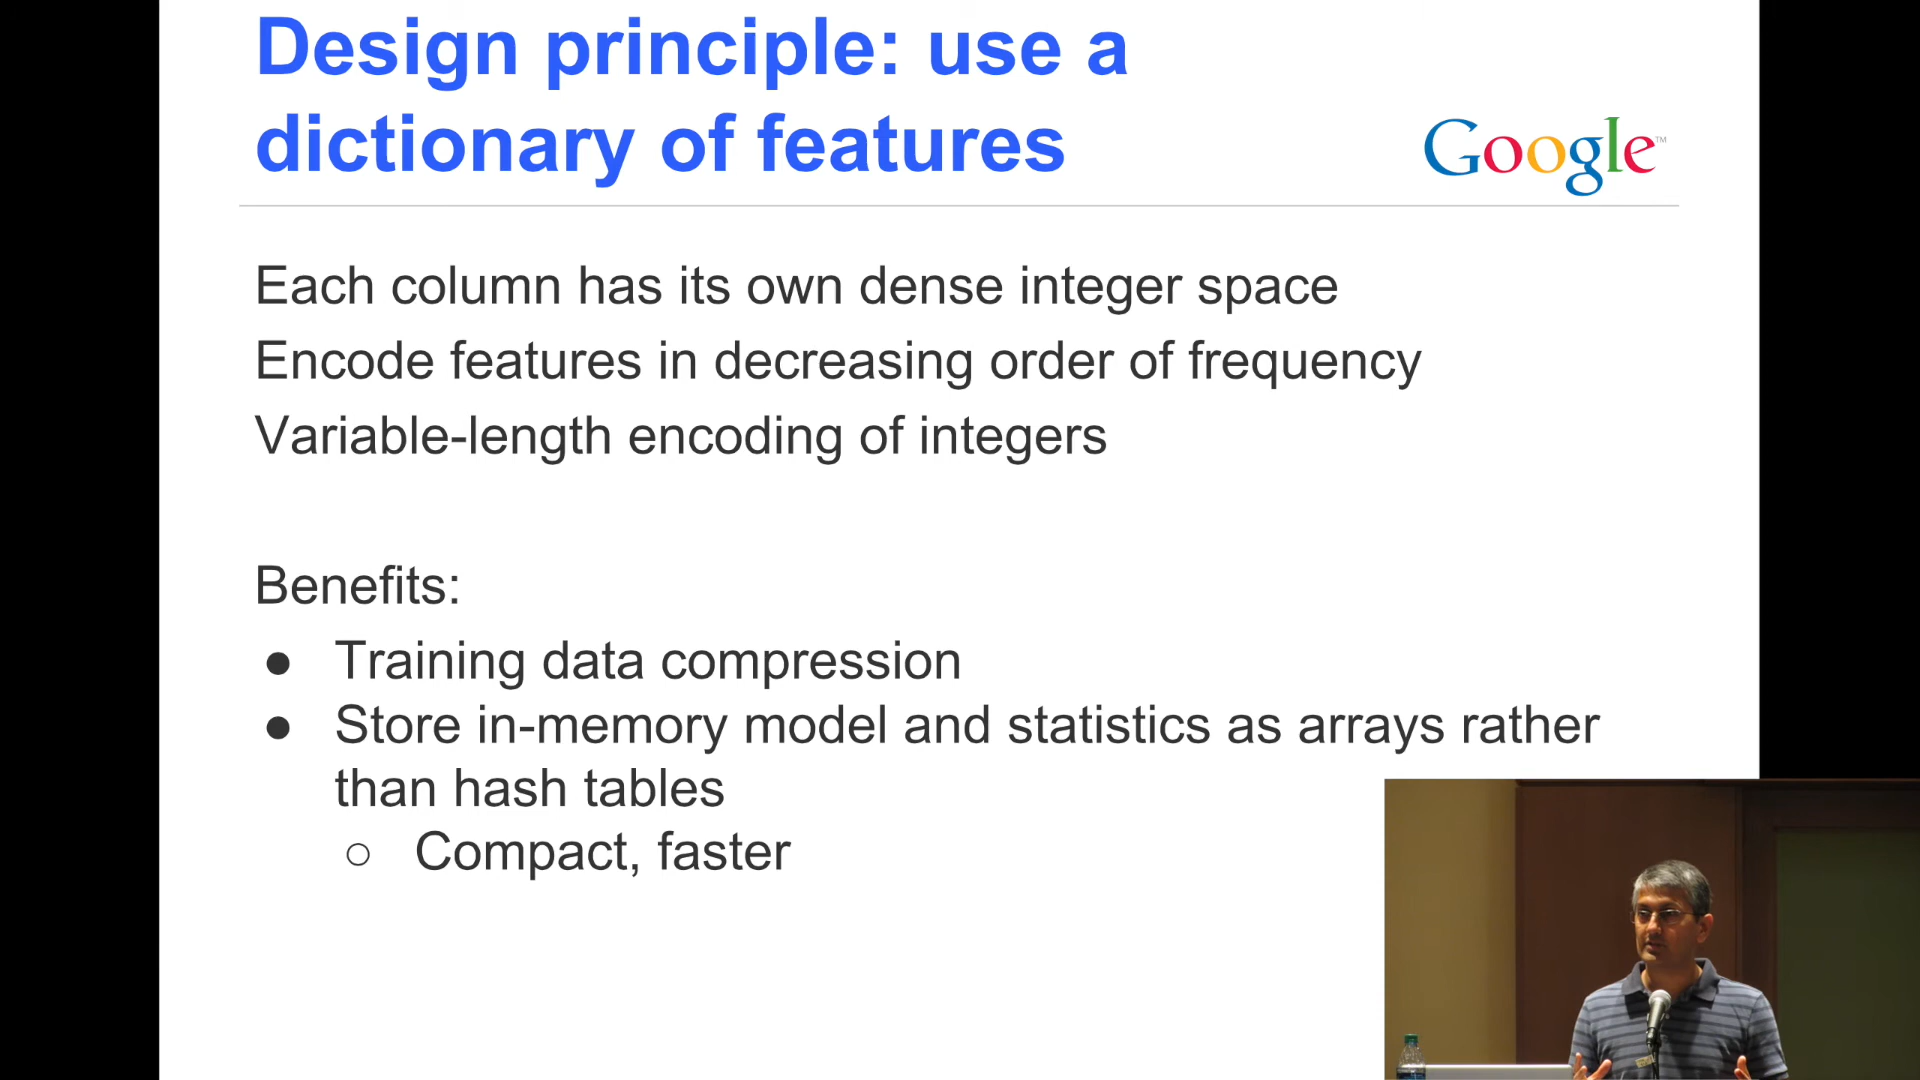 Design principle: use a
dictionary of features
Google™
Each column has its own dense integer space
Encode features in decreasing order of frequency
Variable-length encoding of integers
Benefits:
● Training data compression
● Store in-memory model and statistics as arrays rather
than hash tables
○ Compact, faster